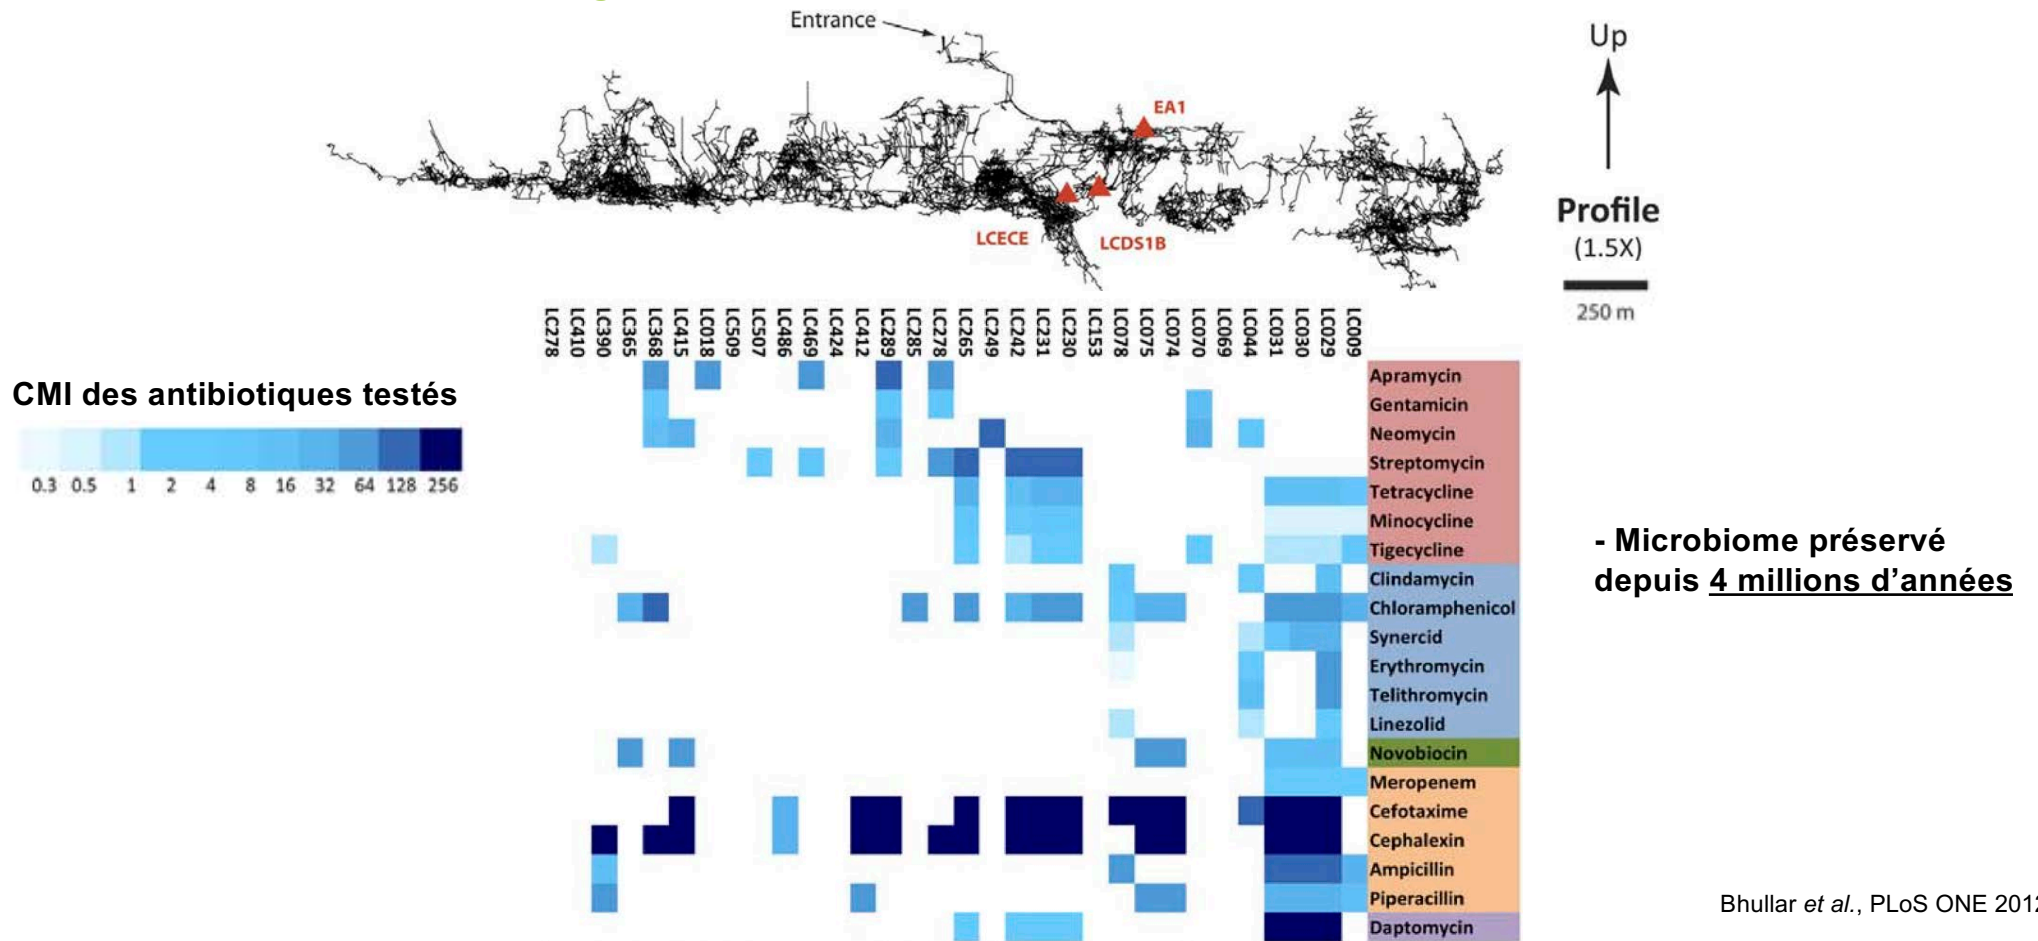 Entrance
Up
EA1
Profile
(1.5X)
LCECE
LCDS1B
250 m
LC278
LC410
LC390
LC365
LC368
LC415
LC018
LC509
LC507
LC486
LC469
LC424
LC412
LC289
LC285
LC278
LC265
LC249
LC242
LC231
LC230
LC153
LC078
LC075
LC074
LC070
LC069
LC044
LC031
LC030
LC029
LC009
CMI des antibiotiques testés
0.3 0.5 1 2 4 8 16 32 64 128 256
Apramycin
Gentamicin
Neomycin
Streptomycin
Tetracycline
Minocycline
Tigecycline
Clindamycin
Chloramphenicol
Synercid
Erythromycin
Telithromycin
Linezolid
Novobiocin
Meropenem
Cefotaxime
Cephalexin
Ampicillin
Piperacillin
Daptomycin
- Microbiome préservé
depuis 4 millions d’années
Bhullar et al., PLoS ONE 2012